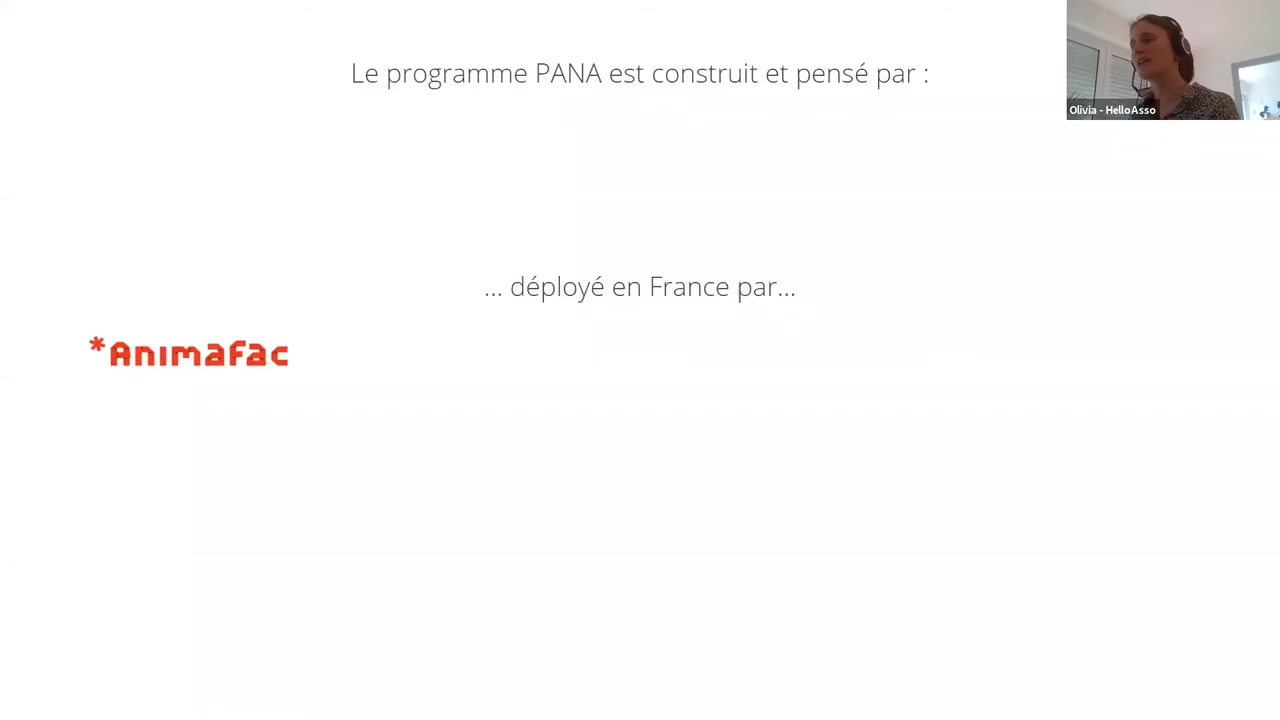 Le programme PANA est construit et pensé par :
Olivia - HelloAsso
... déployé en France par...
*Animafac